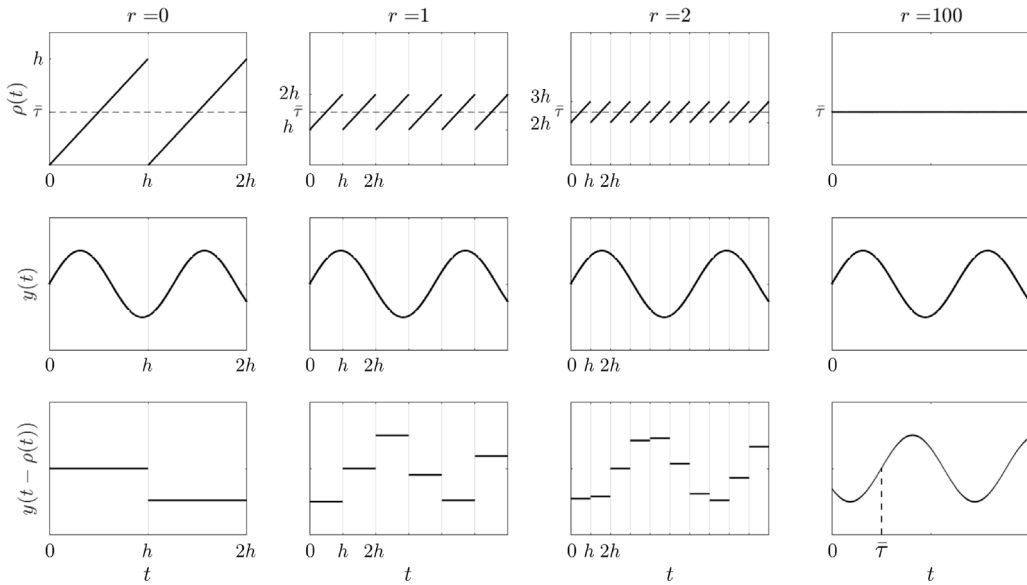 r = 0 r = 1 r = 2 r = 100
ρ(t)
h
τ̄
0 h 2h
2h
τ̄
h
0 h 2h
3h
τ̄
2h
0 h 2h
τ̄
0
y(t)
0 h 2h
0 h 2h
0 h 2h
0
y(t − ρ(t))
0 h 2h
0 h 2h
0 h 2h
0 τ̄
t t t t